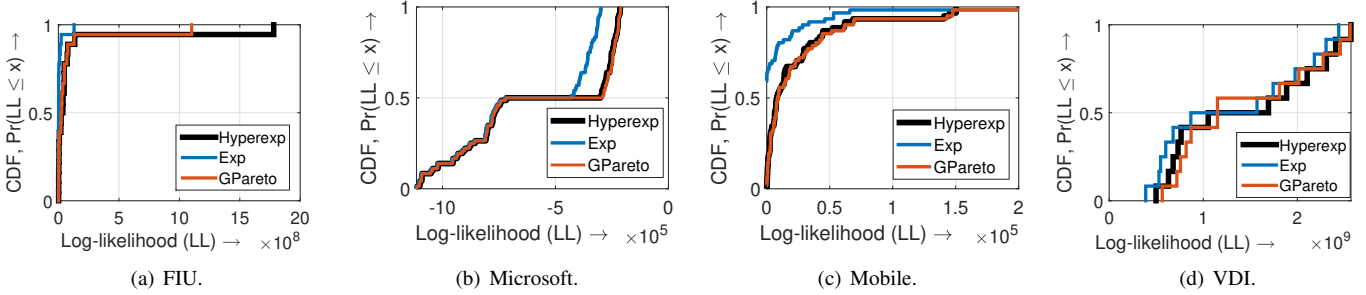 CDF, Pr(LL ≤ x) →
1
0.5
0
Hyperexp
Exp
GPareto
0 5 10 15 20
Log-likelihood (LL) → ×10^8
(a) FIU.
CDF, Pr(LL ≤ x) →
1
0.5
0
Hyperexp
Exp
GPareto
-10 -5 0
Log-likelihood (LL) → ×10^5
(b) Microsoft.
CDF, Pr(LL ≤ x) →
1
0.5
0
Hyperexp
Exp
GPareto
0 0.5 1 1.5 2
Log-likelihood (LL) → ×10^5
(c) Mobile.
CDF, Pr(LL ≤ x) →
1
0.5
0
Hyperexp
Exp
GPareto
0 1 2
Log-likelihood (LL) → ×10^9
(d) VDI.